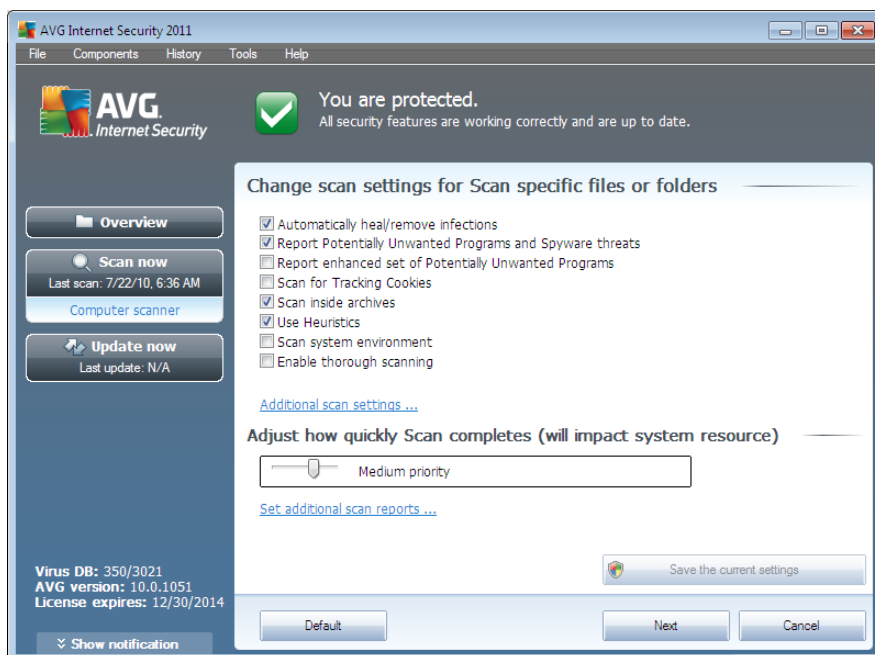 AVG Internet Security 2011
File Components History Tools Help
AVG.
Internet Security
You are protected.
All security features are working correctly and are up to date.
Overview
Scan now
Last scan: 7/22/10, 6:36 AM
Computer scanner
Update now
Last update: N/A
Change scan settings for Scan specific files or folders
Automatically heal/remove infections
Report Potentially Unwanted Programs and Spyware threats
Report enhanced set of Potentially Unwanted Programs
Scan for Tracking Cookies
Scan inside archives
Use Heuristics
Scan system environment
Enable thorough scanning
Additional scan settings ...
Adjust how quickly Scan completes (will impact system resource)
Medium priority
Set additional scan reports ...
Save the current settings
Virus DB: 350/3021
AVG version: 10.0.1051
License expires: 12/30/2014
Show notification
Default
Next
Cancel